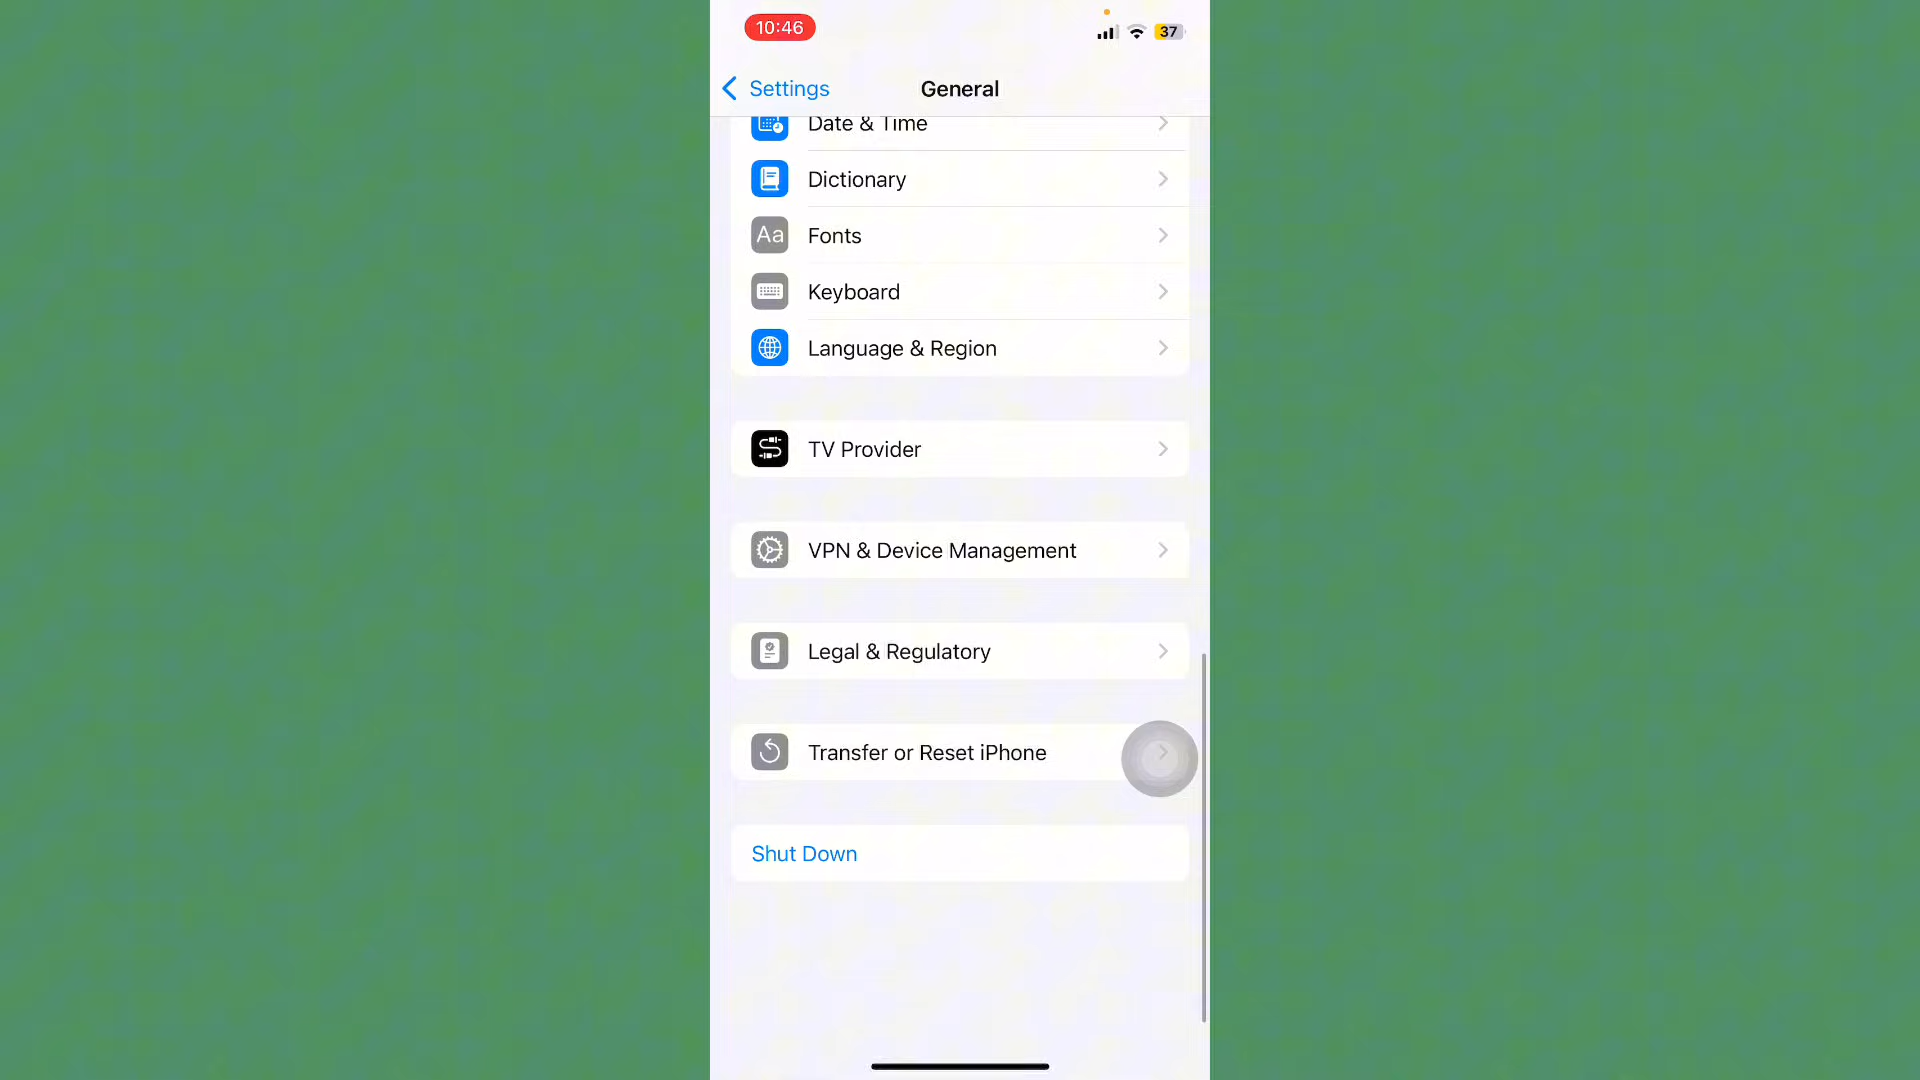 10:46
37
Settings
General
Date & Time
Dictionary
Aa
Fonts
Keyboard
Language & Region
TV Provider
VPN & Device Management
Legal & Regulatory
Transfer or Reset iPhone
Shut Down